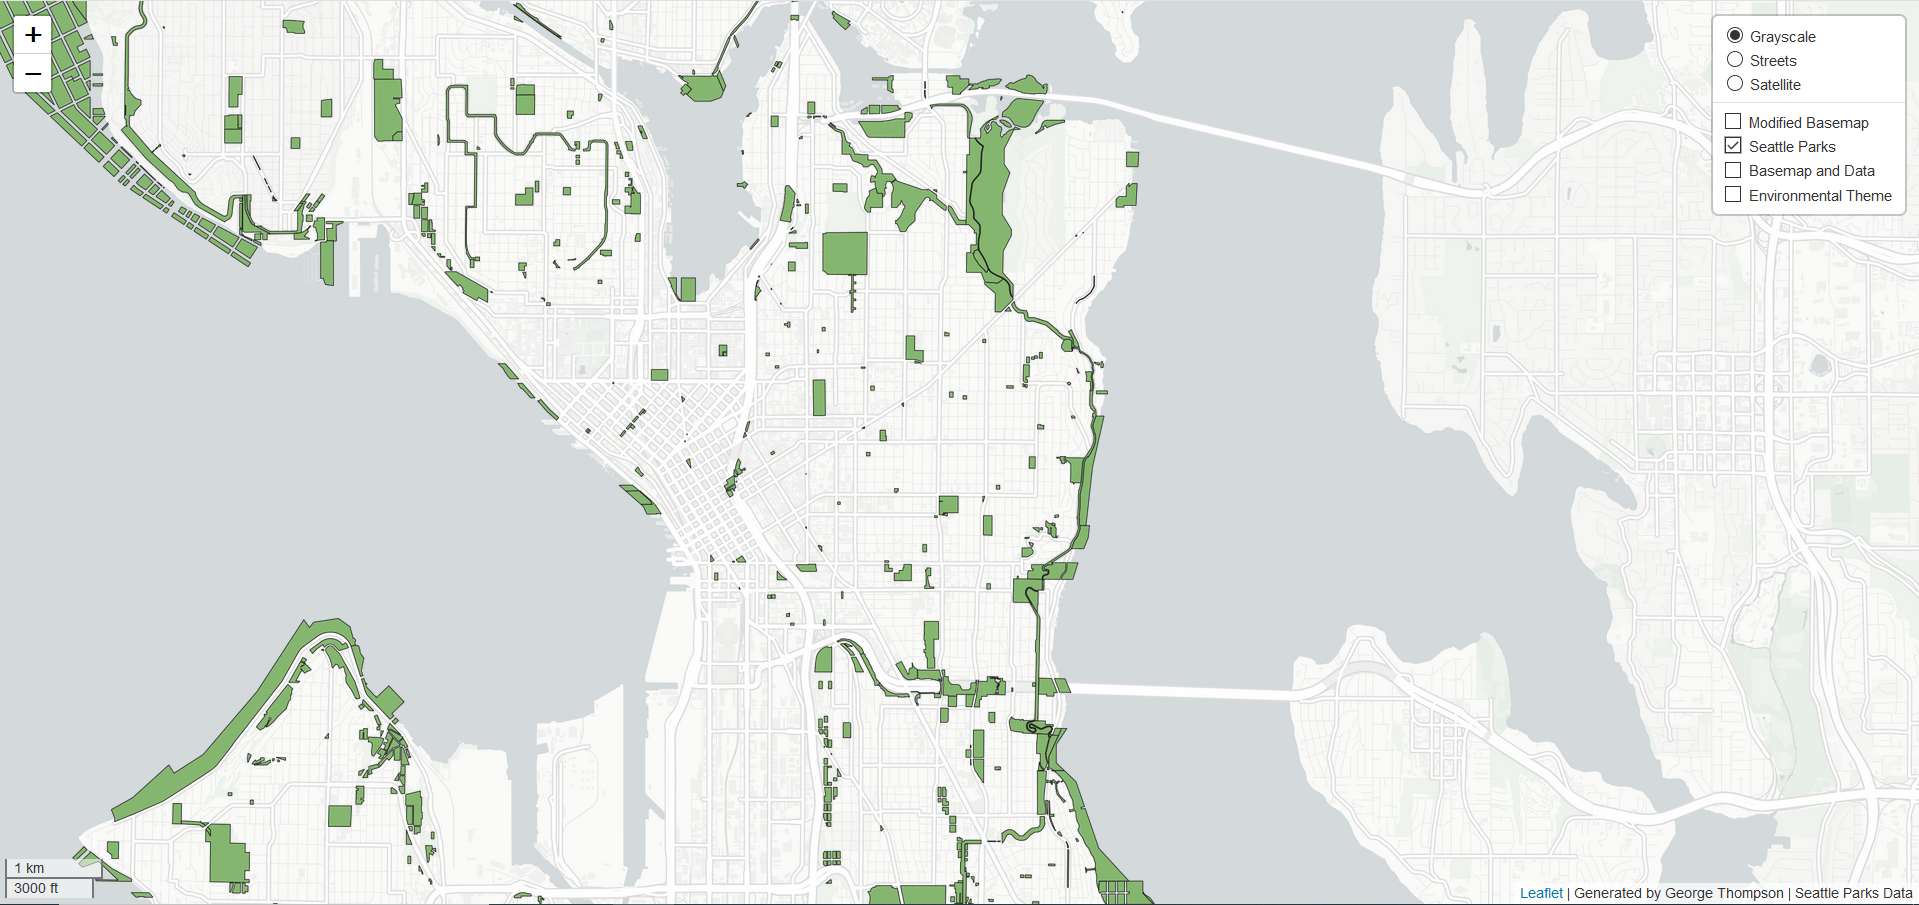 +
−
Grayscale
Streets
Satellite
Modified Basemap
Seattle Parks
Basemap and Data
Environmental Theme
1 km
3000 ft
Leaflet | Generated by George Thompson | Seattle Parks Data